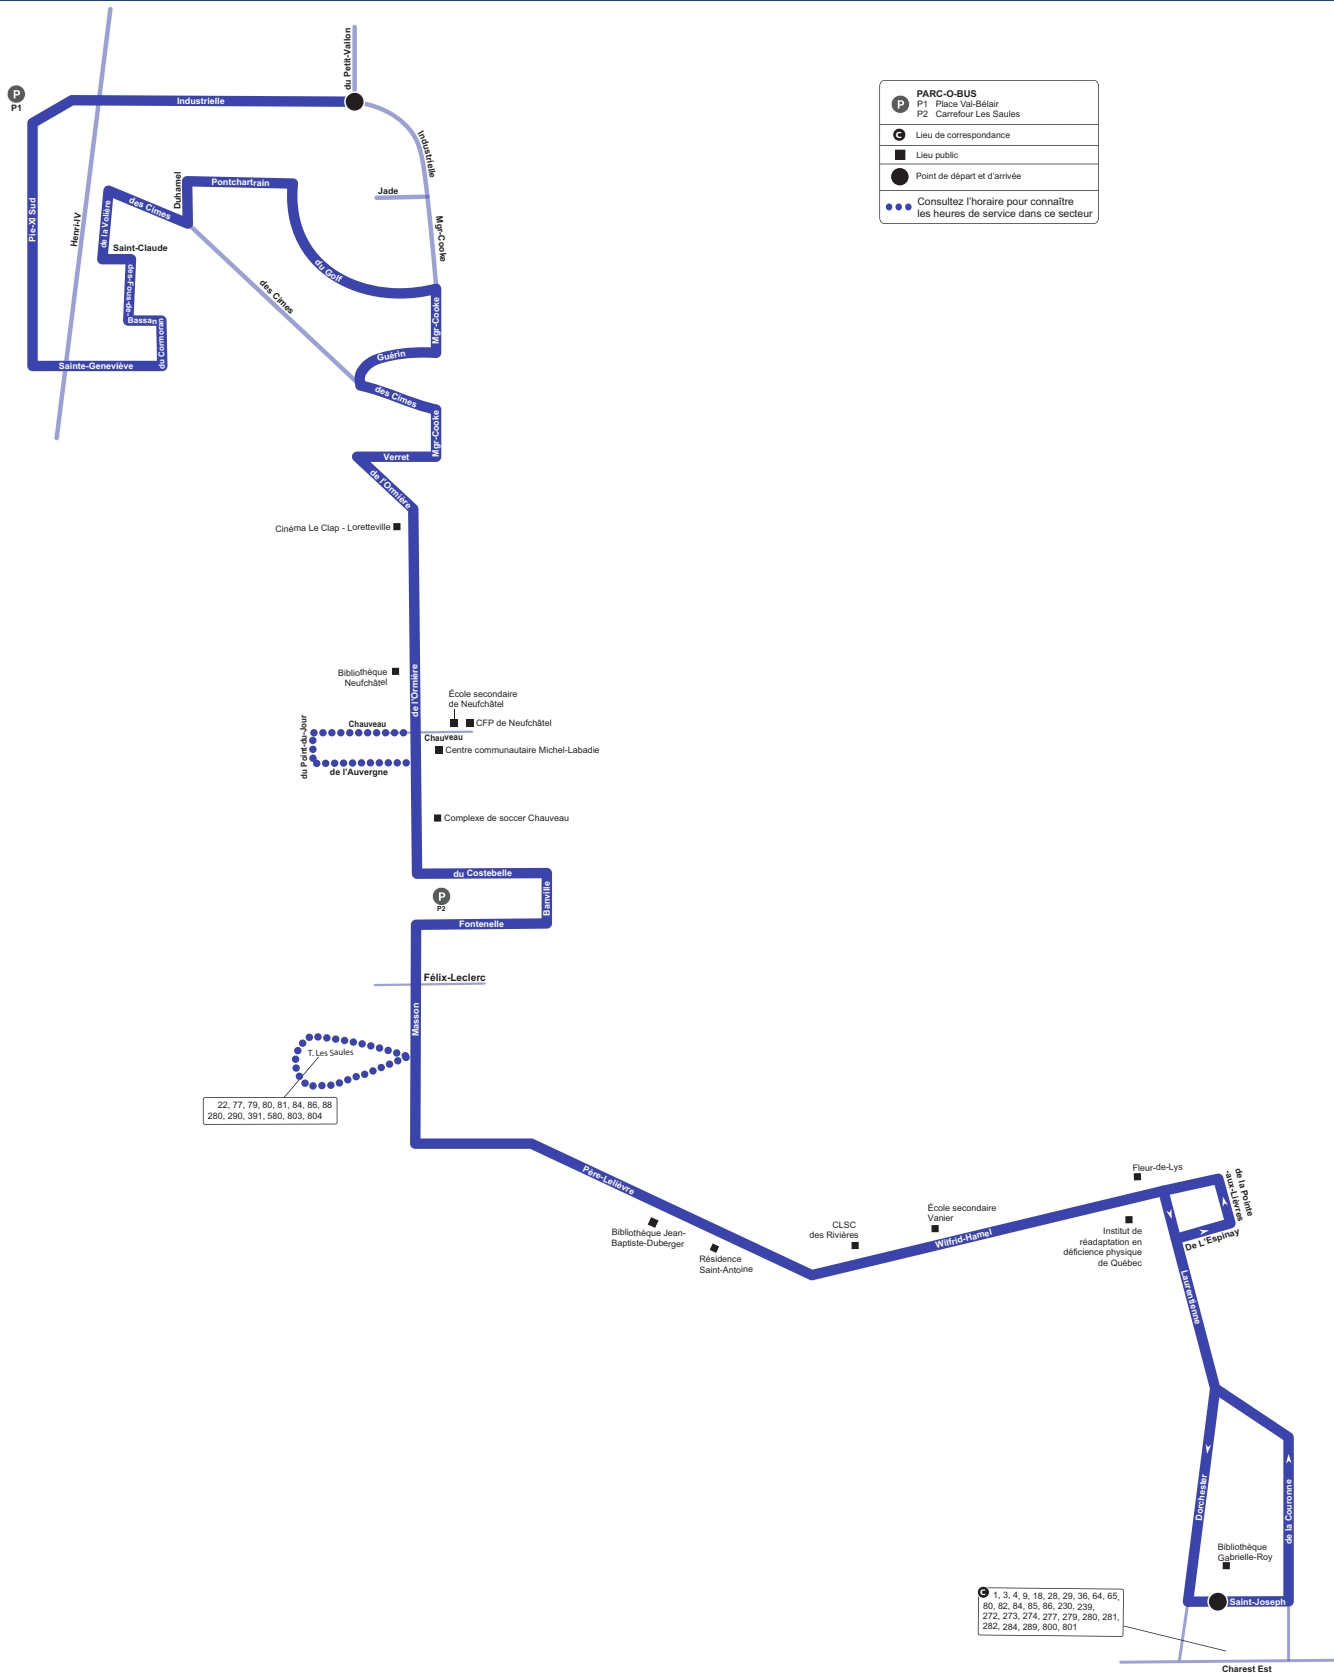 du Petit-Vallon
P
P1
Industrielle
PARC-O-BUS
P
P1 Place Val-Bélair
P2 Carrefour Les Saules
C Lieu de correspondance
Lieu public
Point de départ et d'arrivée
Consultez l'horaire pour connaître
les heures de service dans ce secteur
Industrielle
Jade
Mgr-Cooke
Pie-XI Sud
Henri-IV
de la Volière
des Cimes
Duhamel
Pontchartrain
Saint-Claude
des-Fous-de-
Bassan
du Cormoran
Sainte-Geneviève
du Golf
des Cimes
Mgr-Cooke
Guérin
des Cimes
Mgr-Cooke
Verret
de l'Ormière
Cinéma Le Clap - Loretteville
Bibliothèque
Neufchâtel
de l'Ormière
École secondaire
de Neufchâtel
CFP de Neufchâtel
Chauveau
Chauveau
Centre communautaire Michel-Labadie
du Point-du-Jour
de l'Auvergne
Complexe de soccer Chauveau
du Costebelle
P
P2
Banville
Fontenelle
Félix-Leclerc
Masson
T. Les Saules
22, 77, 79, 80, 81, 84, 86, 88
280, 290, 391, 580, 803, 804
Père-Lelièvre
Bibliothèque Jean-
Baptiste-Duberger
Résidence
Saint-Antoine
CLSC
des Rivières
École secondaire
Vanier
Wilfrid-Hamel
Fleur-de-Lys
Institut de
réadaptation en
déficience physique
de Québec
de la Pointe
-aux-Lièvres
De L'Espinay
Laurentienne
Dorchester
de la Couronne
Bibliothèque
Gabrielle-Roy
Saint-Joseph
C 1, 3, 4, 9, 18, 28, 29, 36, 64, 65,
80, 82, 84, 85, 86, 230, 239,
272, 273, 274, 277, 279, 280, 281,
282, 284, 289, 800, 801
Charest Est